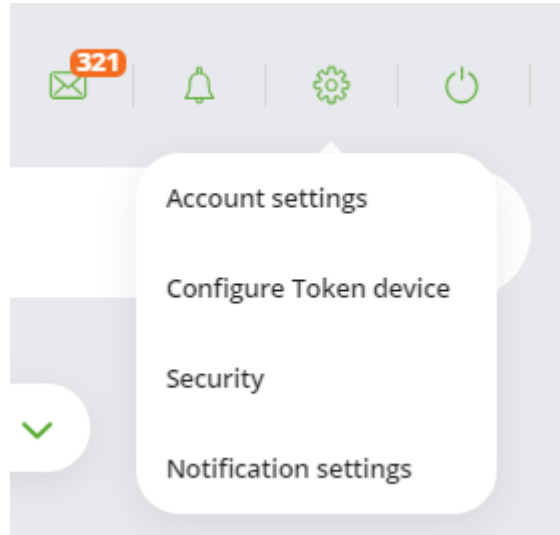 321
Account settings
Configure Token device
Security
Notification settings